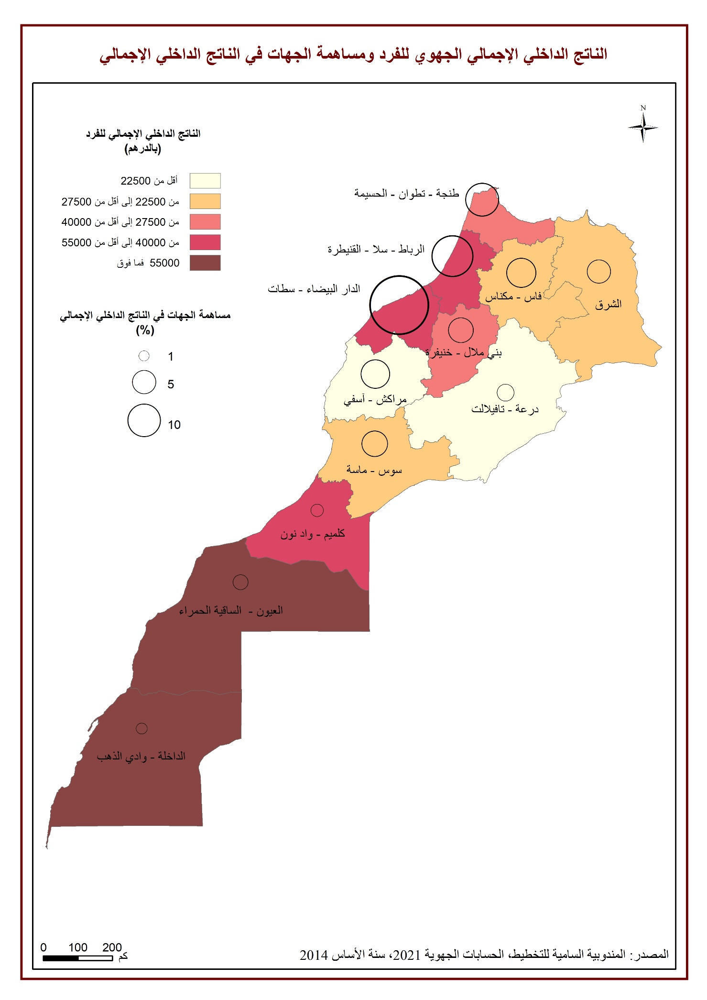 الناتج الداخلي الإجمالي الجهوي للفرد ومساهمة الجهات في الناتج الداخلي الإجمالي
N
الناتج الداخلي الإجمالي للفرد
(بالدرهم)
أقل من 22500
من 22500 إلى أقل من 27500
من 27500 إلى أقل من 40000
من 40000 إلى أقل من 55000
55000 فما فوق
مساهمة الجهات في الناتج الداخلي الإجمالي
(%)
1
5
10
طنجة - تطوان - الحسيمة
الرباط - سلا - القنيطرة
الدار البيضاء - سطات
فاس - مكناس
الشرق
بني ملال - خنيفرة
مراكش - آسفي
درعة - تافيلالت
سوس - ماسة
كلميم - واد نون
العيون - الساقية الحمراء
الداخلة - وادي الذهب
0 100 200
كم
المصدر: المندوبية السامية للتخطيط، الحسابات الجهوية 2021، سنة الأساس 2014